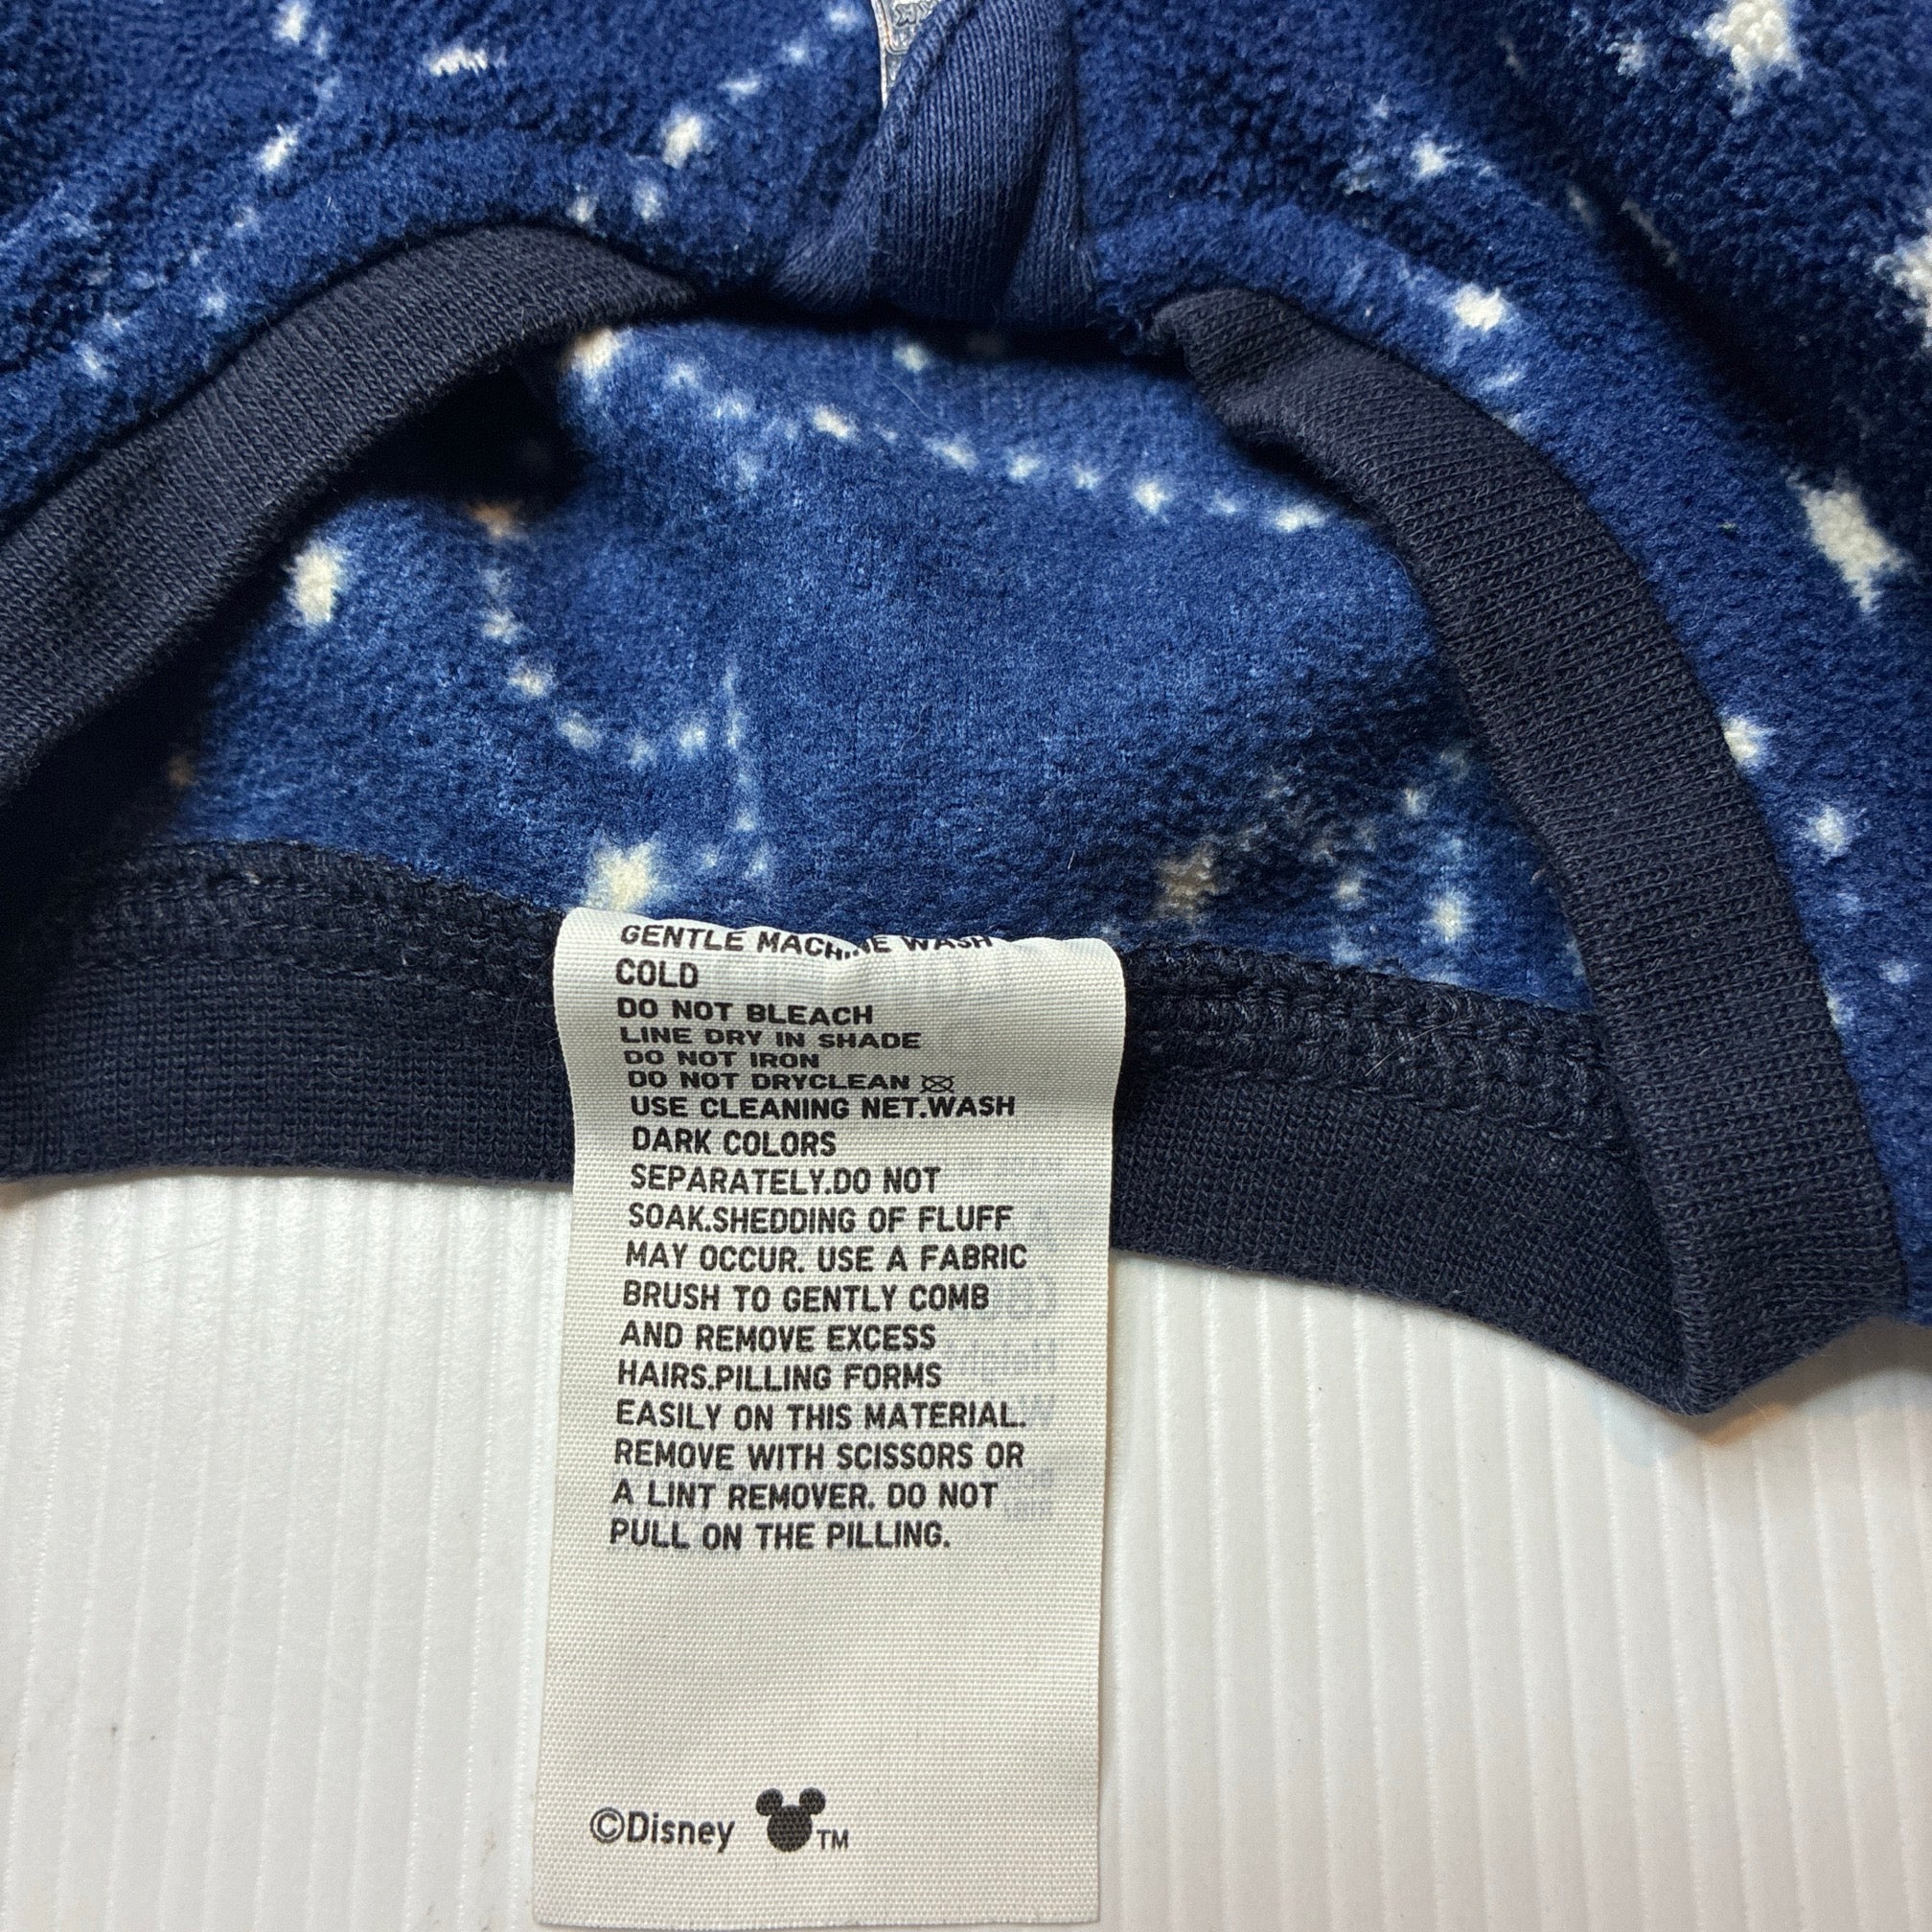 GENTLE MACHINE WASH
COLD
DO NOT BLEACH
LINE DRY IN SHADE
DO NOT IRON
DO NOT DRYCLEAN
USE CLEANING NET.WASH
DARK COLORS
SEPARATELY.DO NOT
SOAK.SHEDDING OF FLUFF
MAY OCCUR. USE A FABRIC
BRUSH TO GENTLY COMB
AND REMOVE EXCESS
HAIRS.PILLING FORMS
EASILY ON THIS MATERIAL.
REMOVE WITH SCISSORS OR
A LINT REMOVER. DO NOT
PULL ON THE PILLING.
©Disney TM